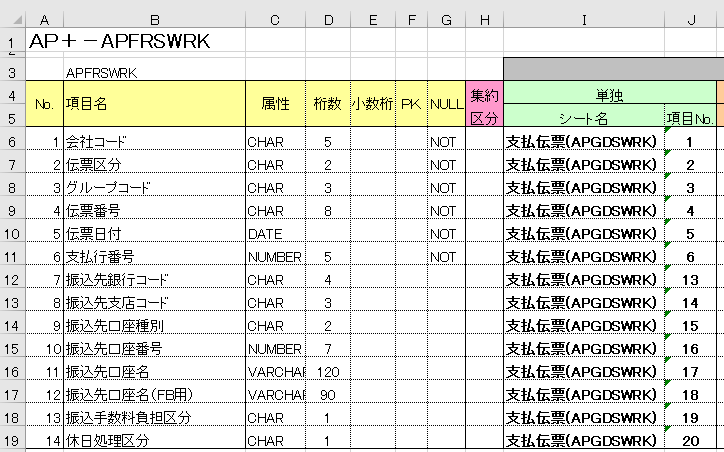 A B C D E F G H I J
1 AP+-APFRSWRK
2
3 APFRSWRK
4 No. 項目名 属性 桁数 小数桁 PK NULL 集約 単独
5 区分 シート名 項目No.
6 1 会社コード CHAR 5 NOT 支払伝票(APGDSWRK) 1
7 2 伝票区分 CHAR 2 NOT 支払伝票(APGDSWRK) 2
8 3 グループコード CHAR 3 NOT 支払伝票(APGDSWRK) 3
9 4 伝票番号 CHAR 8 NOT 支払伝票(APGDSWRK) 4
10 5 伝票日付 DATE NOT 支払伝票(APGDSWRK) 5
11 6 支払行番号 NUMBER 5 NOT 支払伝票(APGDSWRK) 6
12 7 振込先銀行コード CHAR 4 支払伝票(APGDSWRK) 13
13 8 振込先支店コード CHAR 3 支払伝票(APGDSWRK) 14
14 9 振込先口座種別 CHAR 2 支払伝票(APGDSWRK) 15
15 10 振込先口座番号 NUMBER 7 支払伝票(APGDSWRK) 16
16 11 振込先口座名 VARCHAR 120 支払伝票(APGDSWRK) 17
17 12 振込先口座名(FB用) VARCHAR 90 支払伝票(APGDSWRK) 18
18 13 振込手数料負担区分 CHAR 1 支払伝票(APGDSWRK) 19
19 14 休日処理区分 CHAR 1 支払伝票(APGDSWRK) 20